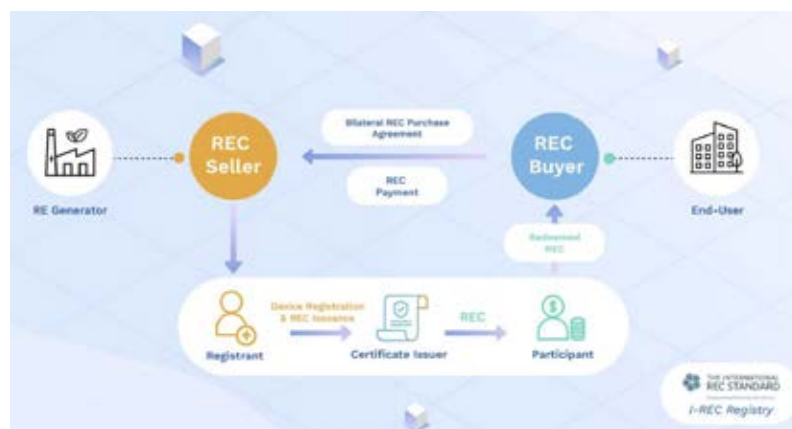 Bilateral REC Purchase
Agreement
REC
Seller
REC
Buyer
REC
Payment
RE Generator
End-User
Redeemed
REC
Device Registration
& REC Issuance
REC
Registrant
Certificate Issuer
Participant
THE INTERNATIONAL
REC STANDARD
I-REC Registry